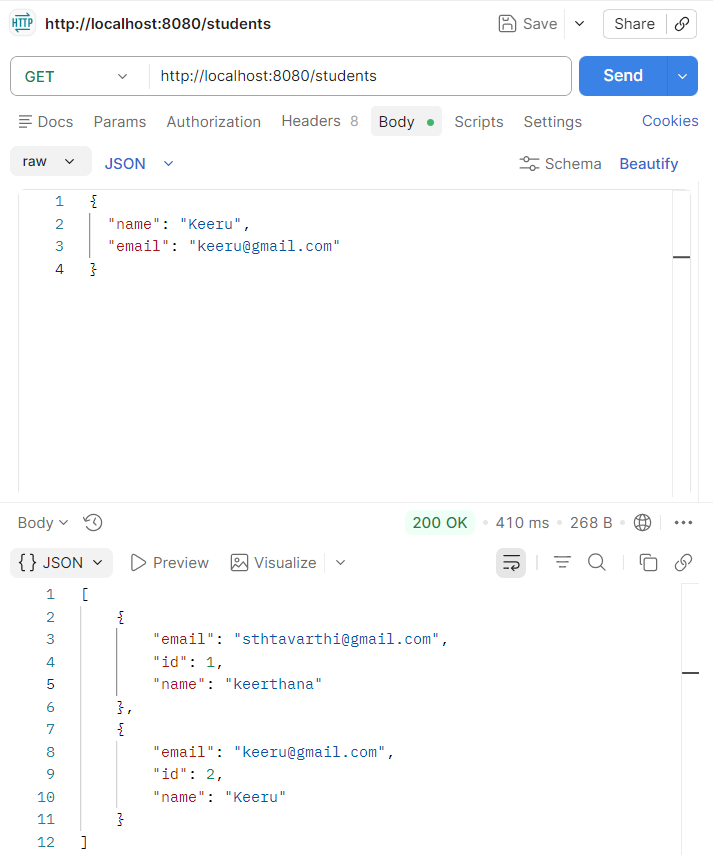 HTTP http://localhost:8080/students Save Share
GET http://localhost:8080/students Send
Docs Params Authorization Headers 8 Body Scripts Settings Cookies
raw JSON Schema Beautify
1 {
2 "name": "Keeru",
3 "email": "keeru@gmail.com"
4 }
Body 200 OK 410 ms 268 B
{} JSON Preview Visualize
1 [
2 {
3 "email": "sthtavarthi@gmail.com",
4 "id": 1,
5 "name": "keerthana"
6 },
7 {
8 "email": "keeru@gmail.com",
9 "id": 2,
10 "name": "Keeru"
11 }
12 ]